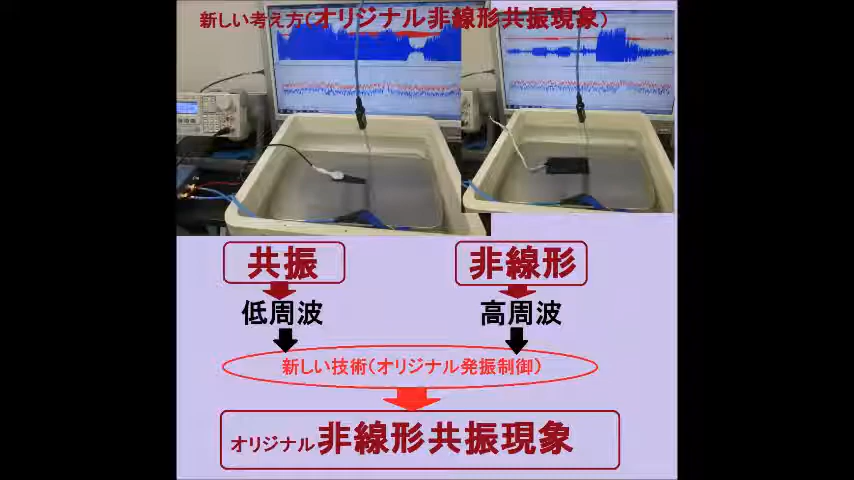 新しい考え方(オリジナル非線形共振現象)
共振
非線形
低周波
高周波
新しい技術(オリジナル発振制御)
オリジナル非線形共振現象